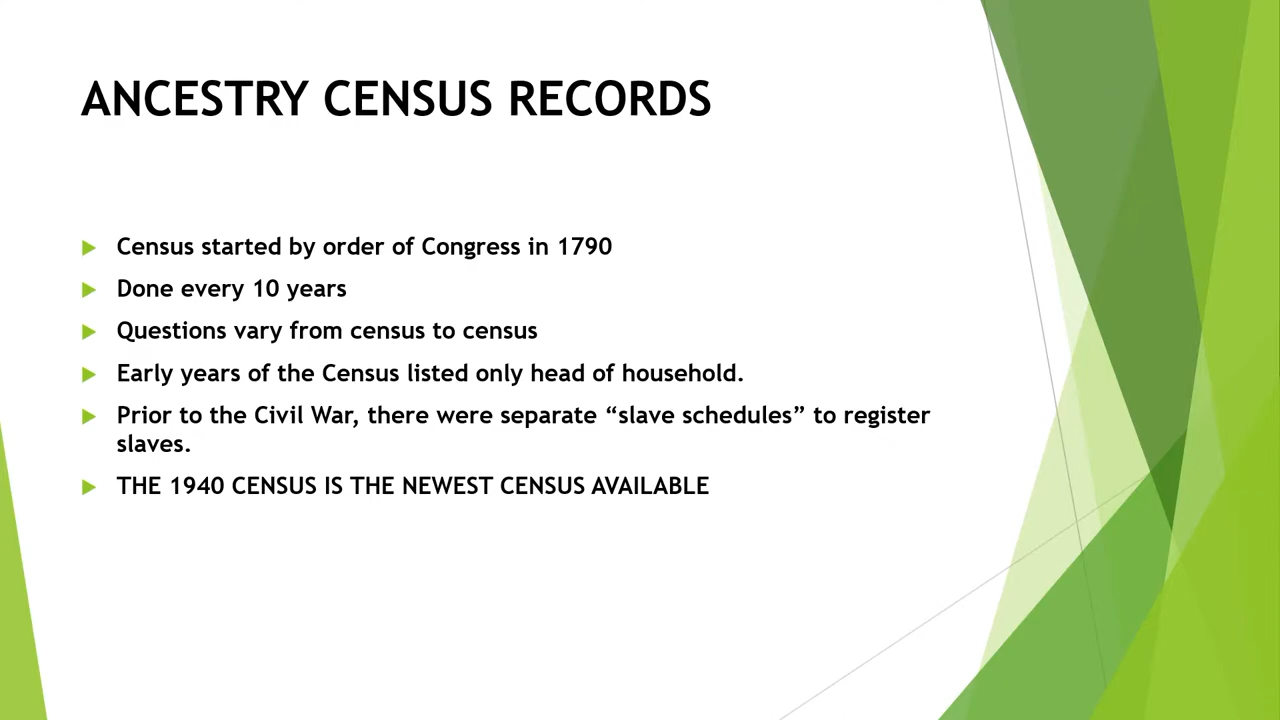 ANCESTRY CENSUS RECORDS
Census started by order of Congress in 1790
Done every 10 years
Questions vary from census to census
Early years of the Census listed only head of household.
Prior to the Civil War, there were separate “slave schedules” to register
slaves.
THE 1940 CENSUS IS THE NEWEST CENSUS AVAILABLE